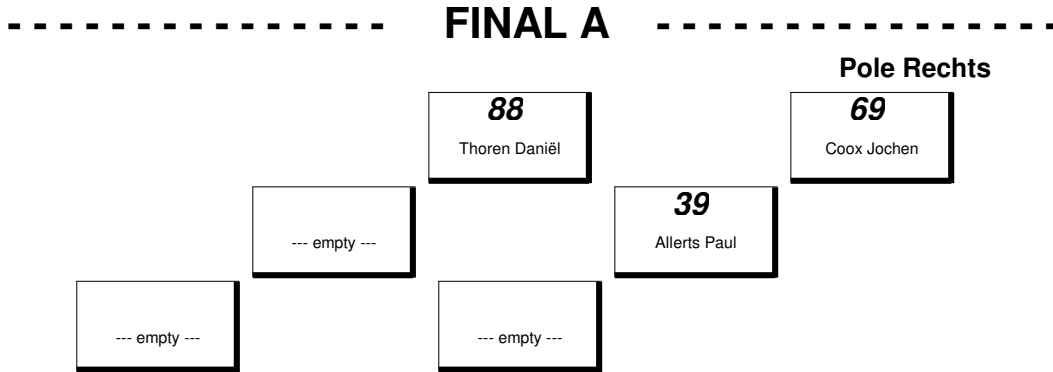 - - - - - - - - - - - - - - - - FINAL A - - - - - - - - - - - - - - - -
Pole Rechts
88 69
Thoren Daniël Coox Jochen
39
--- empty --- Allerts Paul
--- empty --- --- empty ---